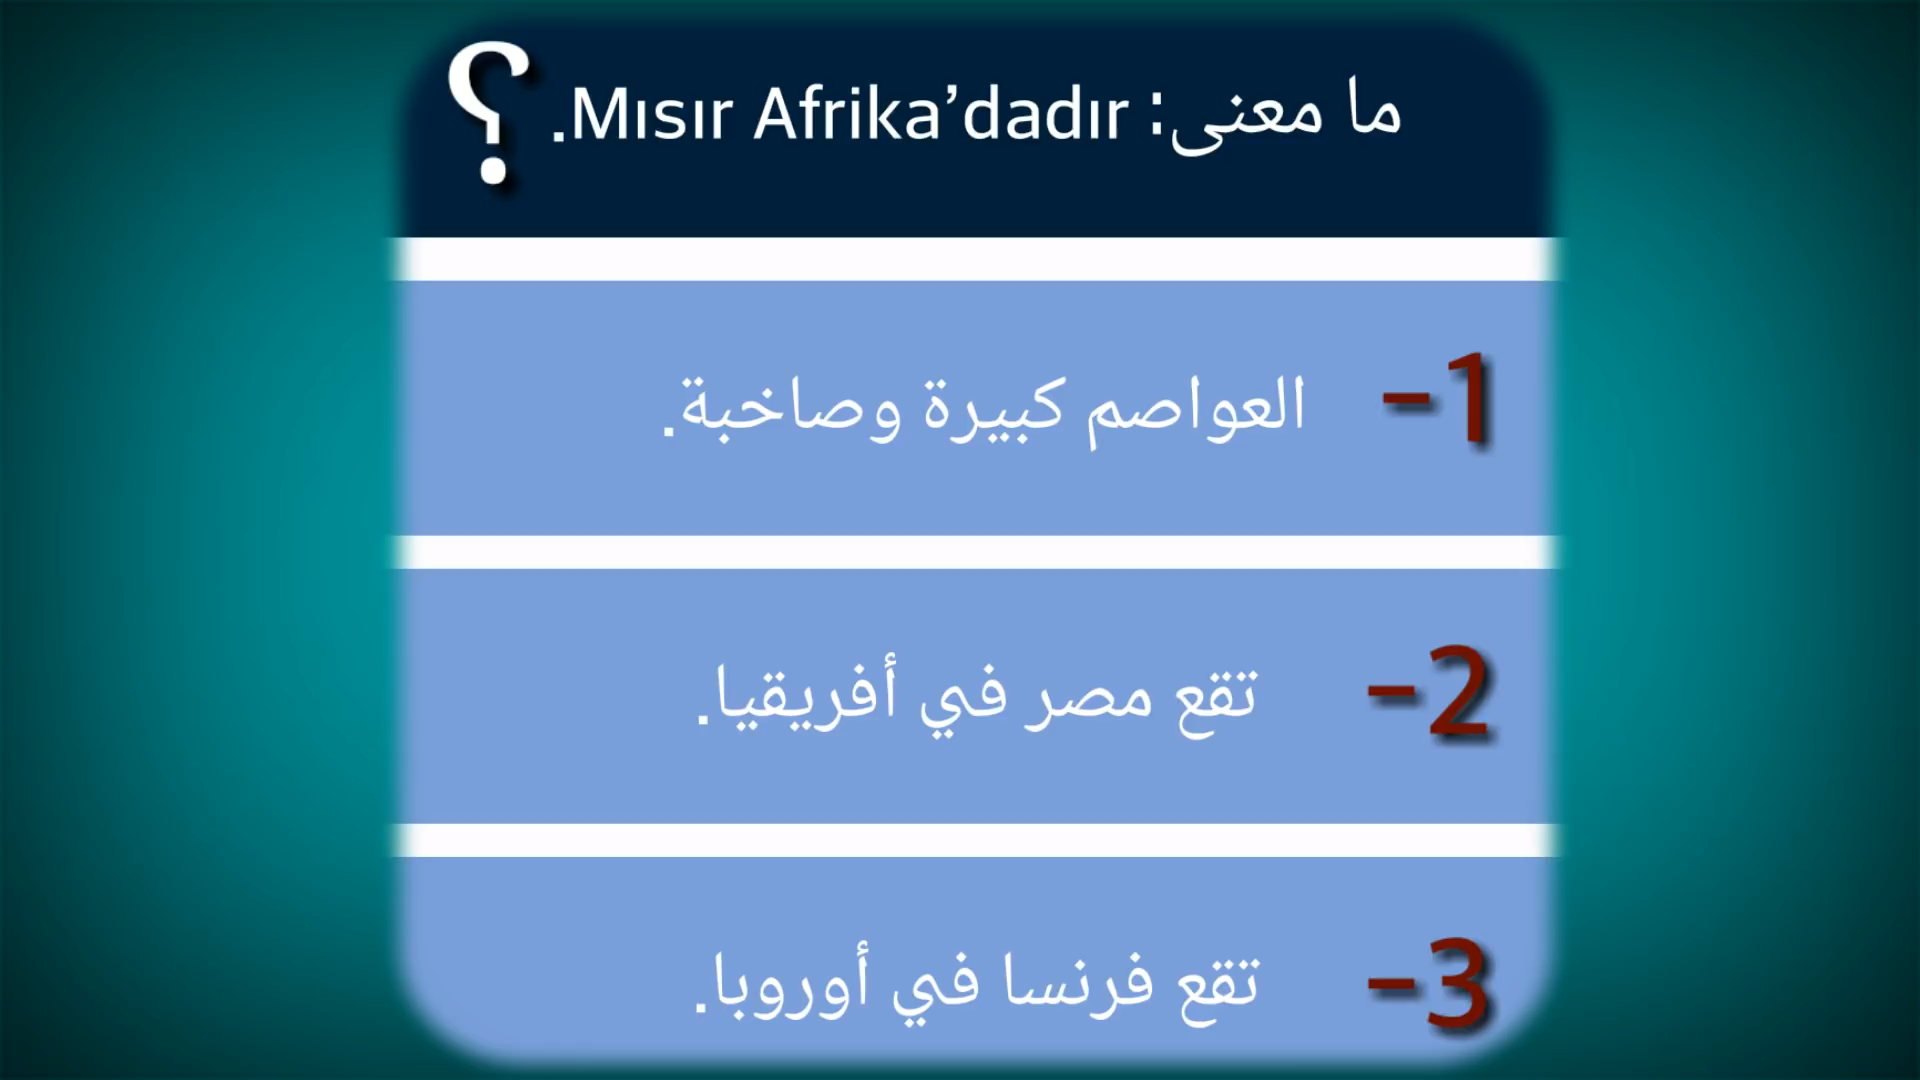 ما معنى: Mısır Afrika’dadır. ؟
1- العواصم كبيرة وصاخبة.
2- تقع مصر في أفريقيا.
3- تقع فرنسا في أوروبا.